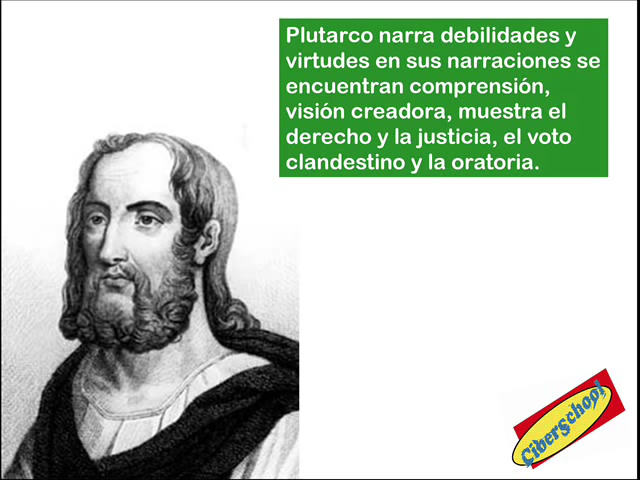 Plutarco narra debilidades y
virtudes en sus narraciones se
encuentran comprensión,
visión creadora, muestra el
derecho y la justicia, el voto
clandestino y la oratoria.
CiberSchool